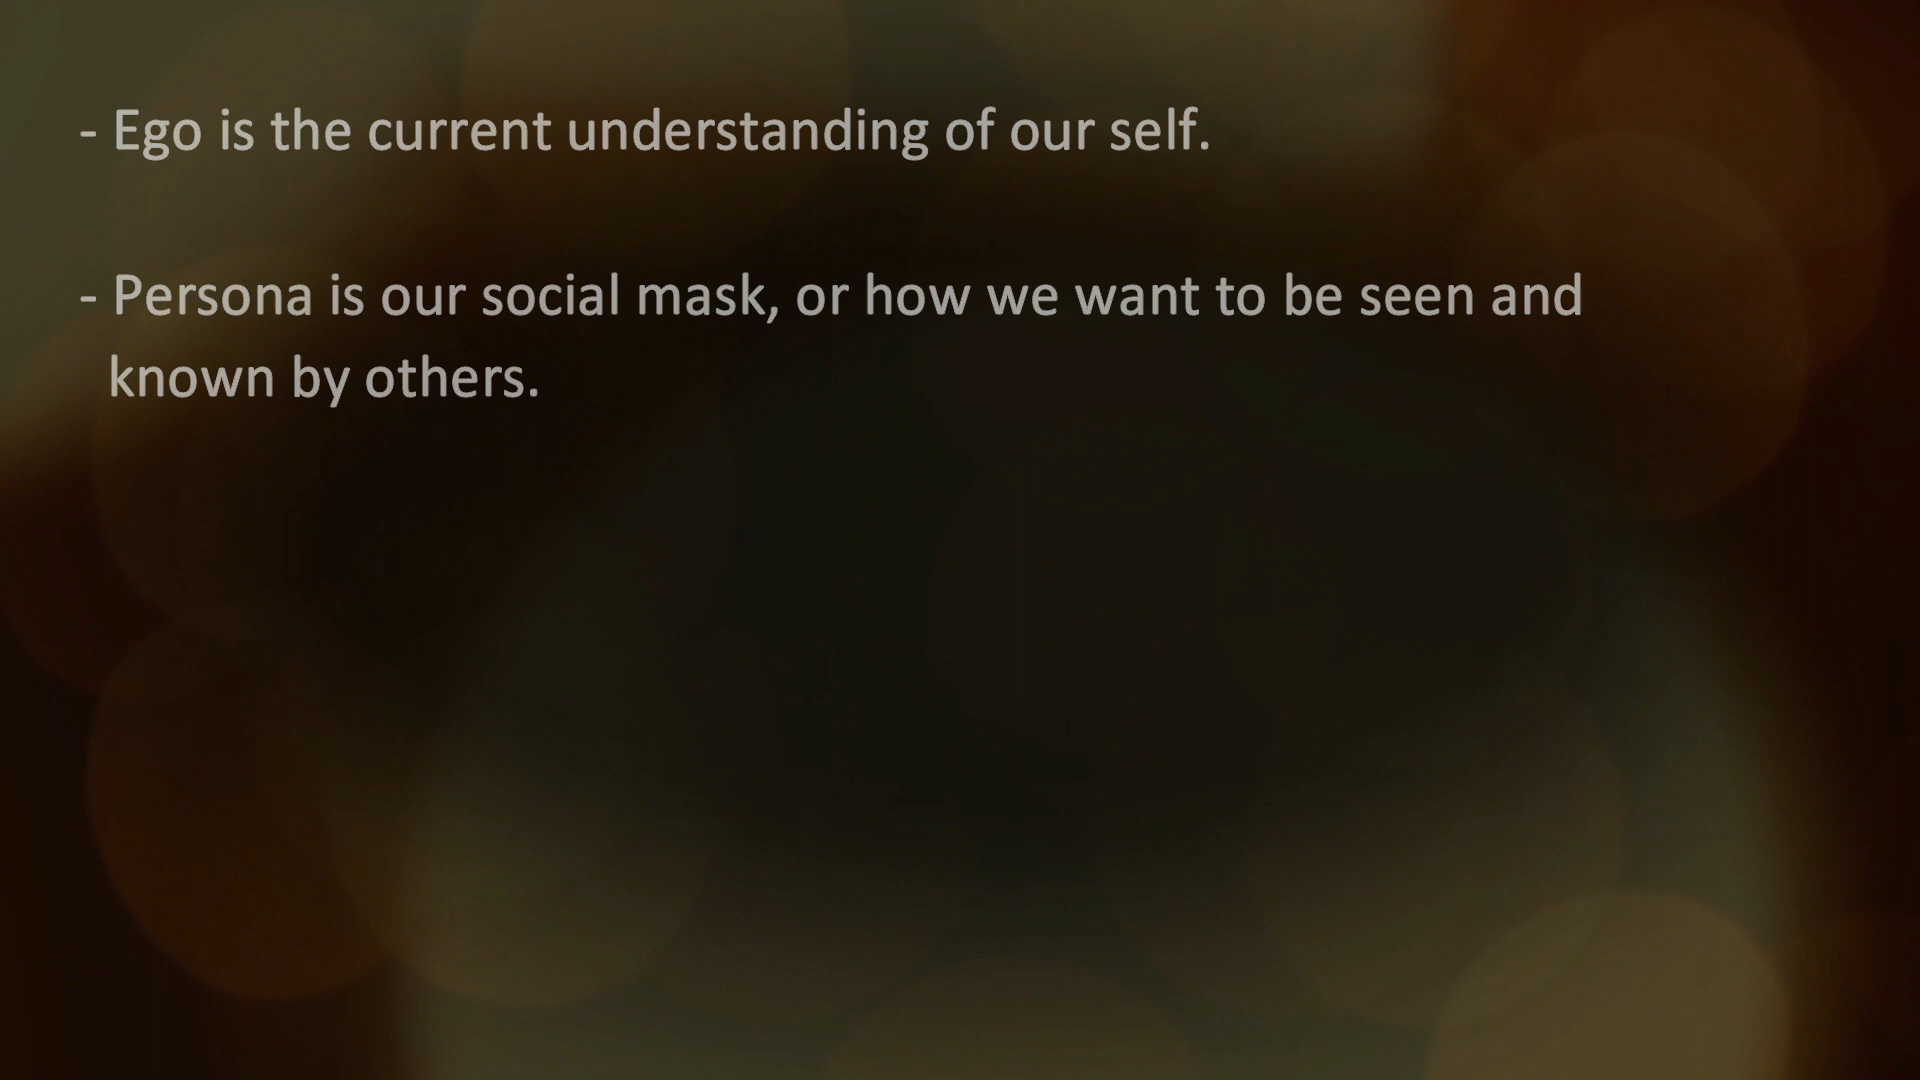 - Ego is the current understanding of our self.
- Persona is our social mask, or how we want to be seen and
known by others.